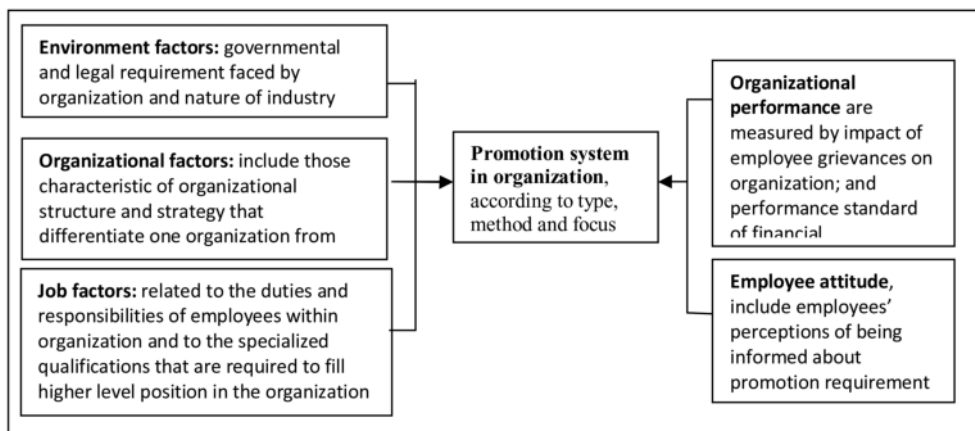 Environment factors: governmental
and legal requirement faced by
organization and nature of industry
Organizational factors: include those
characteristic of organizational
structure and strategy that
differentiate one organization from
Job factors: related to the duties and
responsibilities of employees within
organization and to the specialized
qualifications that are required to fill
higher level position in the organization
Promotion system
in organization,
according to type,
method and focus
Organizational
performance are
measured by impact of
employee grievances on
organization; and
performance standard
of financial
Employee attitude,
include employees’
perceptions of being
informed about
promotion requirement